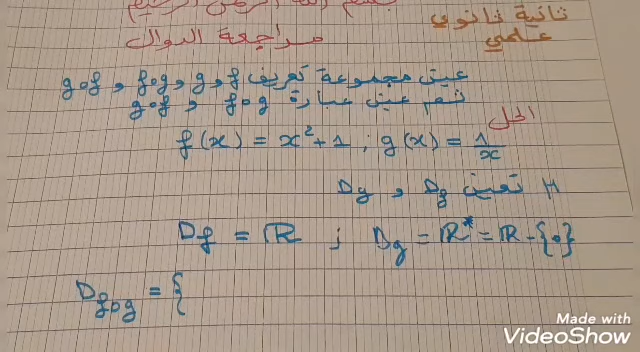 بسم الله الرحمن الرحيم
ثانية ثانوي
علمي
مراجعة الدوال
عين مجموعة تعريف f و g و fog و gof
ثم عين عبارة fog و gof
الحل
f(x) = x²+1 ; g(x) = 1/x
تعيين Df و Dg
Df = ℝ ; Dg = ℝ* = ℝ - {0}
Dfog = {
Made with
VideoShow